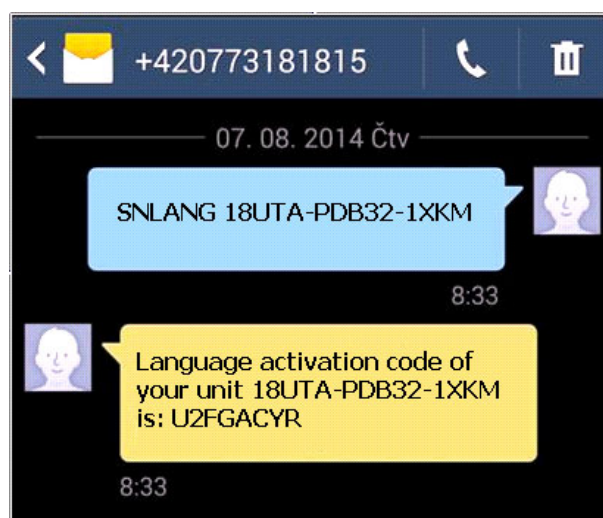 +420773181815
07. 08. 2014 Čtv
SNLANG 18UTA-PDB32-1XKM
8:33
Language activation code of
your unit 18UTA-PDB32-1XKM
is: U2FGACYR
8:33